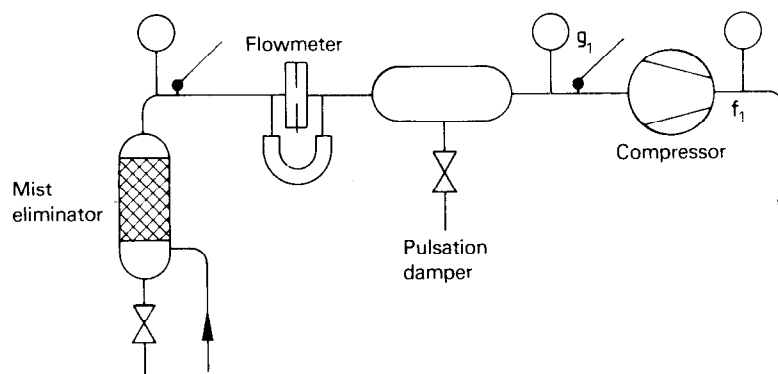 Flowmeter
g1
f1
Compressor
Mist
eliminator
Pulsation
damper